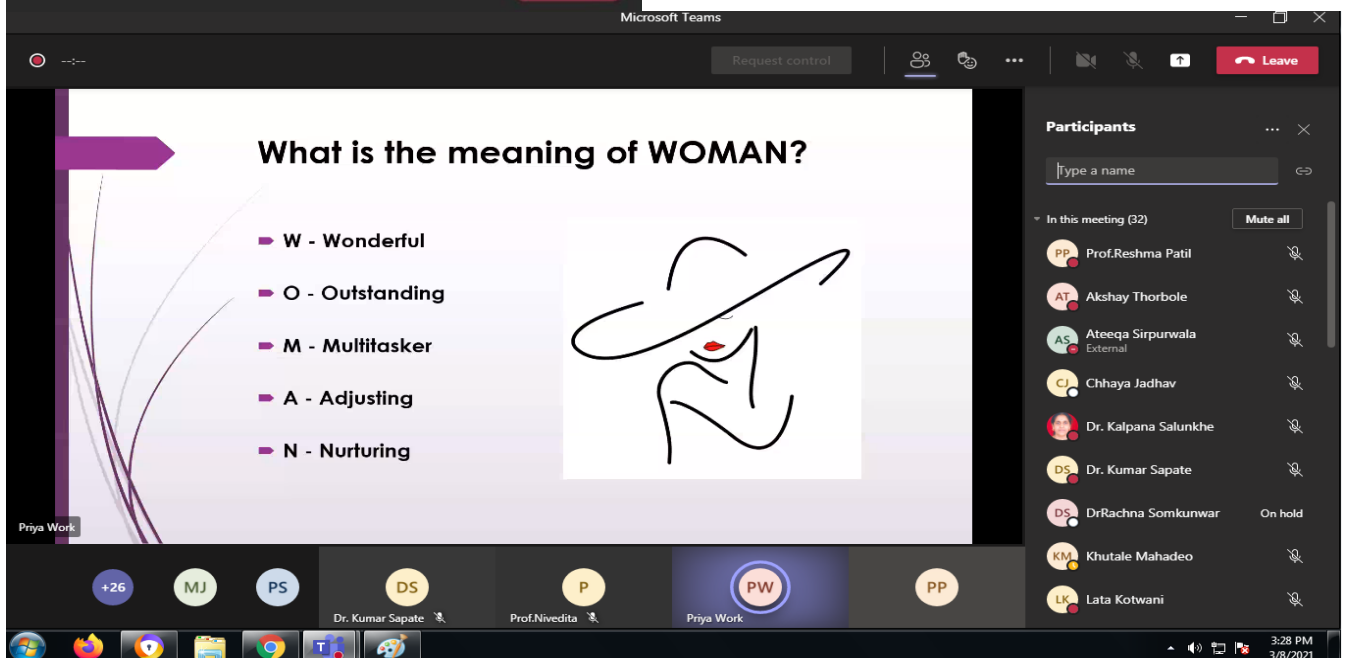 Microsoft Teams
--:--
Request control
Leave
What is the meaning of WOMAN?
W - Wonderful
O - Outstanding
M - Multitasker
A - Adjusting
N - Nurturing
Priya Work
Participants
Type a name
In this meeting (32)
Mute all
PP Prof.Reshma Patil
AT Akshay Thorbole
AS Ateeqa Sirpurwala
External
CJ Chhaya Jadhav
Dr. Kalpana Salunkhe
DS Dr. Kumar Sapate
DS DrRachna Somkunwar On hold
KM Khutale Mahadeo
LK Lata Kotwani
+26 MJ PS DS P PW PP
Dr. Kumar Sapate Prof.Nivedita Priya Work
3:28 PM
3/8/2021